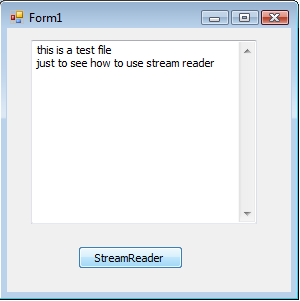 Form1
this is a test file
just to see how to use stream reader
StreamReader